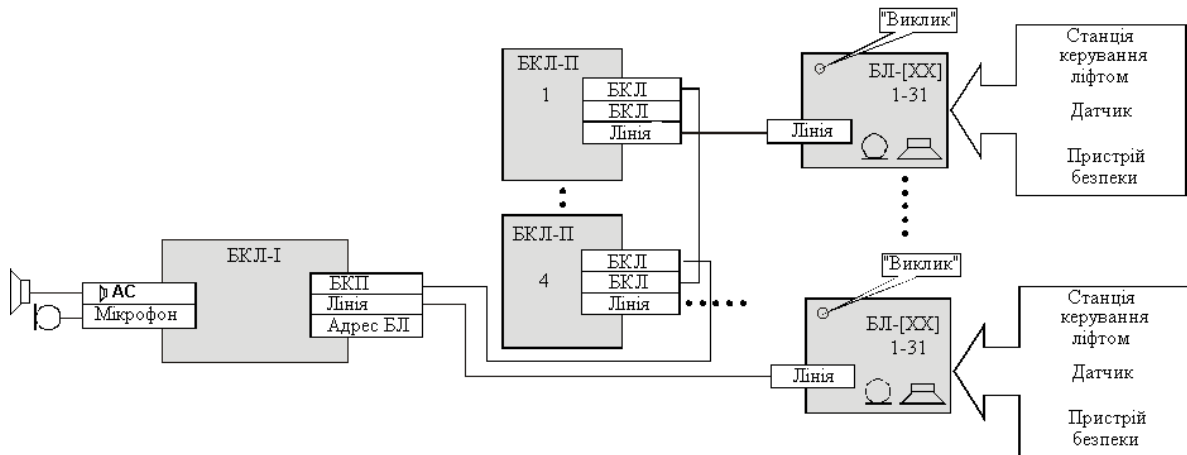 БКЛ-І
АС
Мікрофон
БКП
Лінія
Адрес БЛ
БКЛ-П
1
БКЛ
БКЛ
Лінія
БКЛ-П
4
БКЛ
БКЛ
Лінія
"Виклик"
БЛ-[ХХ]
1-31
Лінія
Станція
керування
ліфтом
Датчик
Пристрій
безпеки
"Виклик"
БЛ-[ХХ]
1-31
Лінія
Станція
керування
ліфтом
Датчик
Пристрій
безпеки